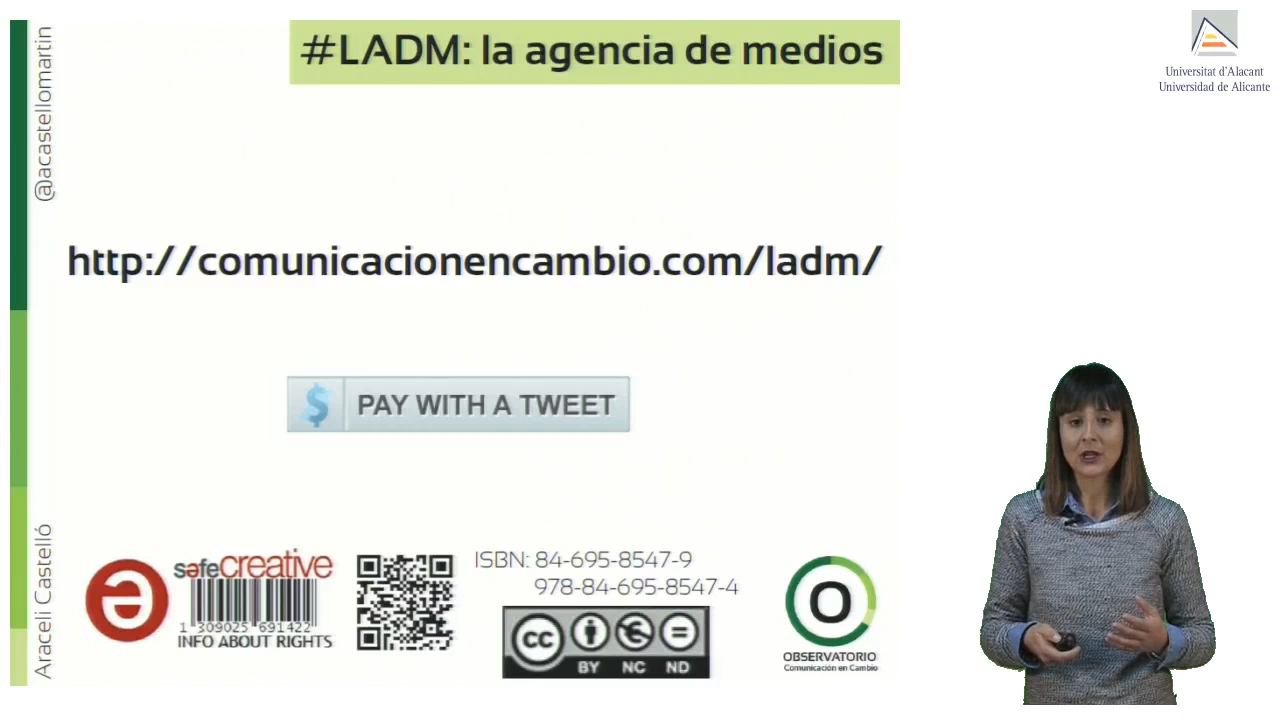 #LADM: la agencia de medios
Universitat d'Alacant
Universidad de Alicante
@acastellomartin
http://comunicacionencambio.com/ladm/
$ PAY WITH A TWEET
Araceli Castelló
safecreative
1 309025 691422
INFO ABOUT RIGHTS
ISBN: 84-695-8547-9
978-84-695-8547-4
cc
BY NC ND
OBSERVATORIO
Comunicación en Cambio